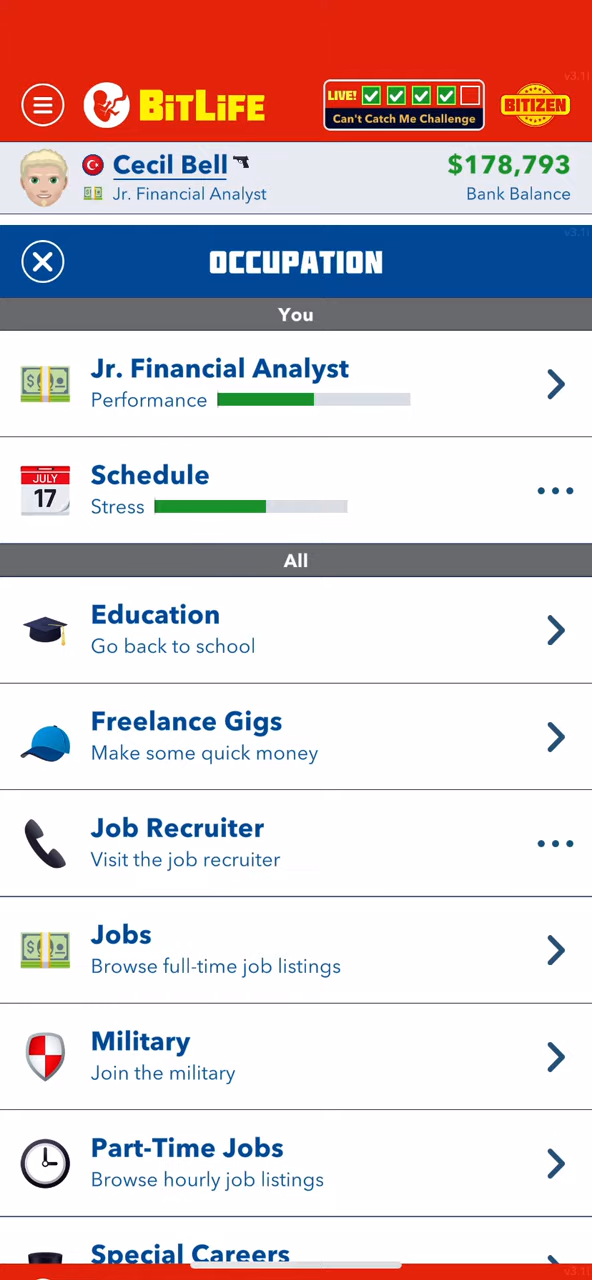 v3.1
BitLife
LIVE!
Can't Catch Me Challenge
BITIZEN
Cecil Bell
$178,793
Jr. Financial Analyst
Bank Balance
OCCUPATION
You
Jr. Financial Analyst
Performance
JULY
17
Schedule
Stress
All
Education
Go back to school
Freelance Gigs
Make some quick money
Job Recruiter
Visit the job recruiter
Jobs
Browse full-time job listings
Military
Join the military
Part-Time Jobs
Browse hourly job listings
Special Careers